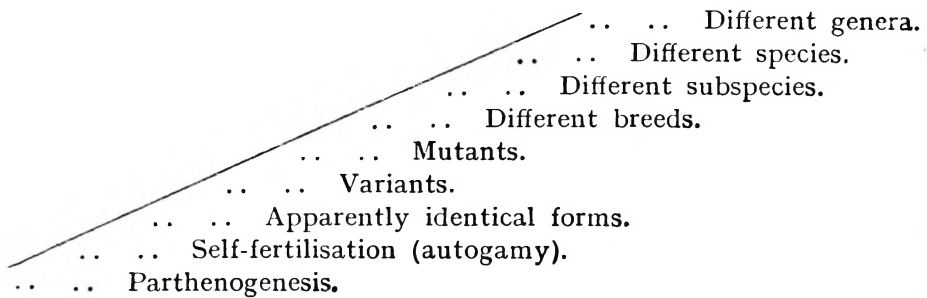 .. .. Different genera.
.. .. Different species.
.. .. Different subspecies.
.. .. Different breeds.
.. .. Mutants.
.. .. Variants.
.. .. Apparently identical forms.
.. .. Self-fertilisation (autogamy).
.. .. Parthenogenesis.